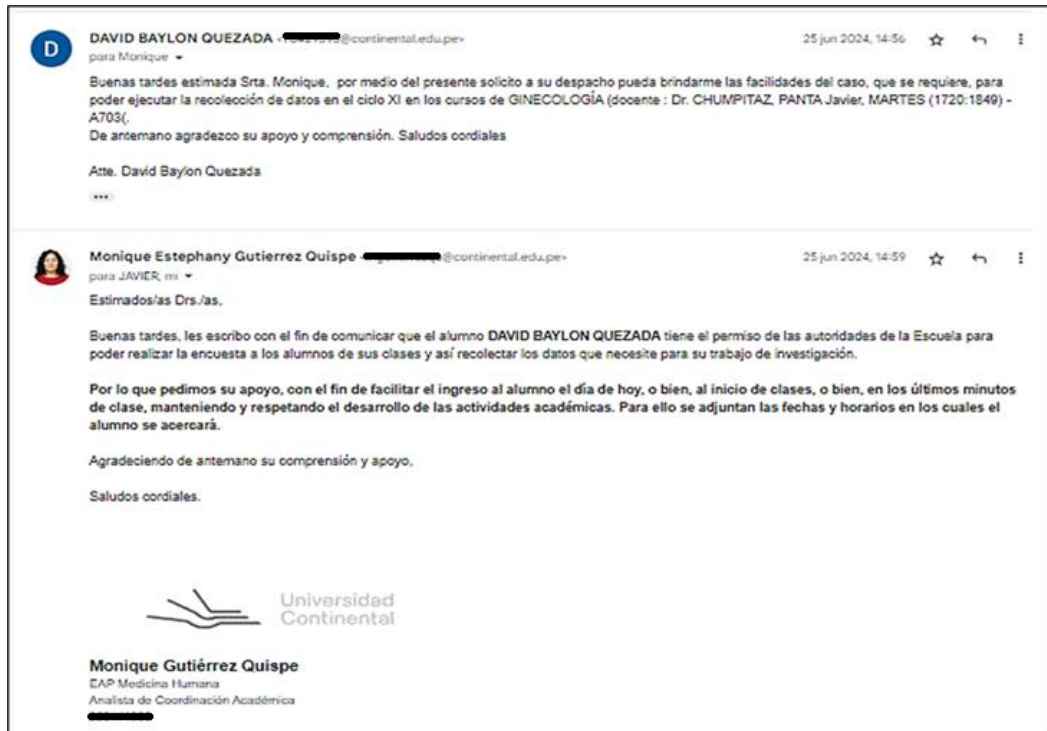 D
DAVID BAYLON QUEZADA @continental.edu.pe>
25 jun 2024, 14:56
para Monique
Buenas tardes estimada Srta. Monique, por medio del presente solicito a su despacho pueda brindarme las facilidades del caso, que se requiere, para
poder ejecutar la recolección de datos en el ciclo XI en los cursos de GINECOLOGÍA (docente : Dr. CHUMPITAZ, PANTA Javier, MARTES (1720:1849) -
A703(.
De antemano agradezco su apoyo y comprensión. Saludos cordiales
Atte. David Baylon Quezada
...
Monique Estephany Gutierrez Quispe @continental.edu.pe>
25 jun 2024, 14:59
para JAVIER, mi
Estimados/as Drs./as,
Buenas tardes, les escribo con el fin de comunicar que el alumno DAVID BAYLON QUEZADA tiene el permiso de las autoridades de la Escuela para
poder realizar la encuesta a los alumnos de sus clases y así recolectar los datos que necesite para su trabajo de investigación.
Por lo que pedimos su apoyo, con el fin de facilitar el ingreso al alumno el día de hoy, o bien, al inicio de clases, o bien, en los últimos minutos
de clase, manteniendo y respetando el desarrollo de las actividades académicas. Para ello se adjuntan las fechas y horarios en los cuales el
alumno se acercará.
Agradeciendo de antemano su comprensión y apoyo,
Saludos cordiales.
Universidad
Continental
Monique Gutiérrez Quispe
EAP Medicina Humana
Analista de Coordinación Académica